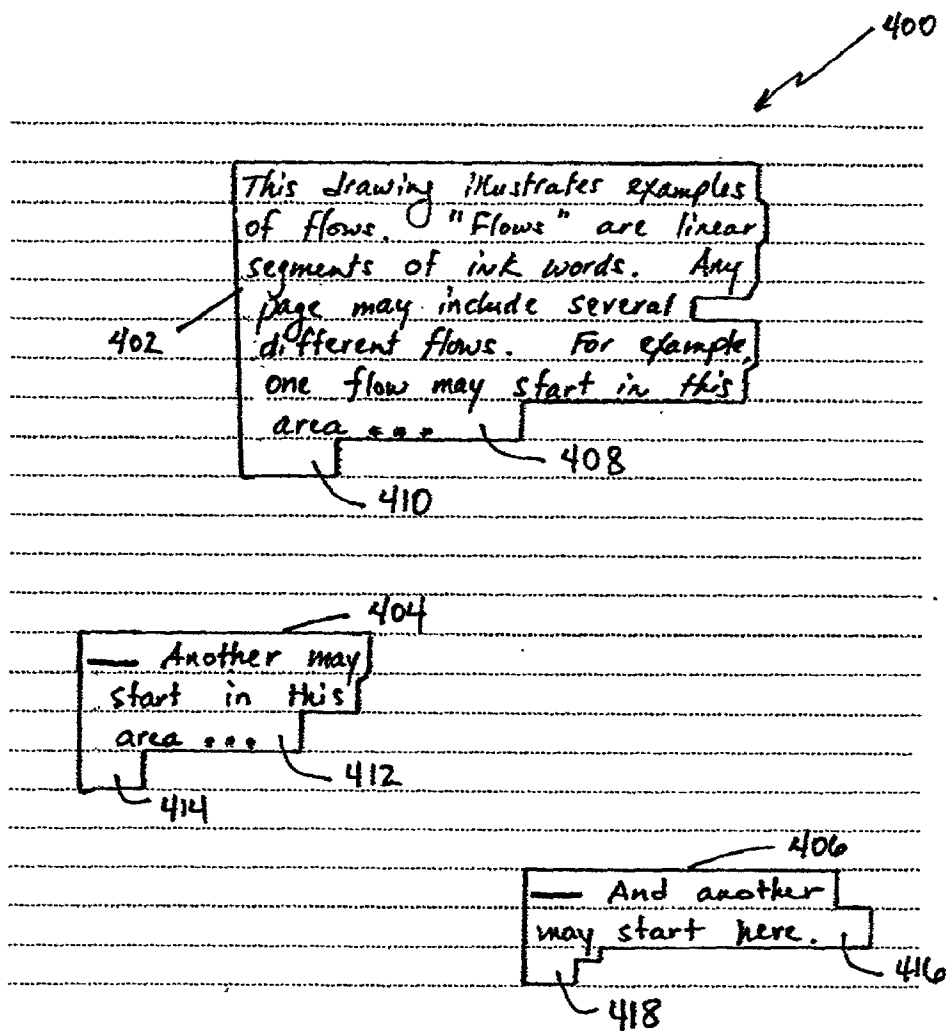 400
This drawing illustrates examples
of flows. "Flows" are linear
segments of ink words. Any
page may include several
402
different flows. For example,
one flow may start in this
area ...
408
410
404
— Another may
start in this
area ...
412
414
406
— And another
may start here.
416
418